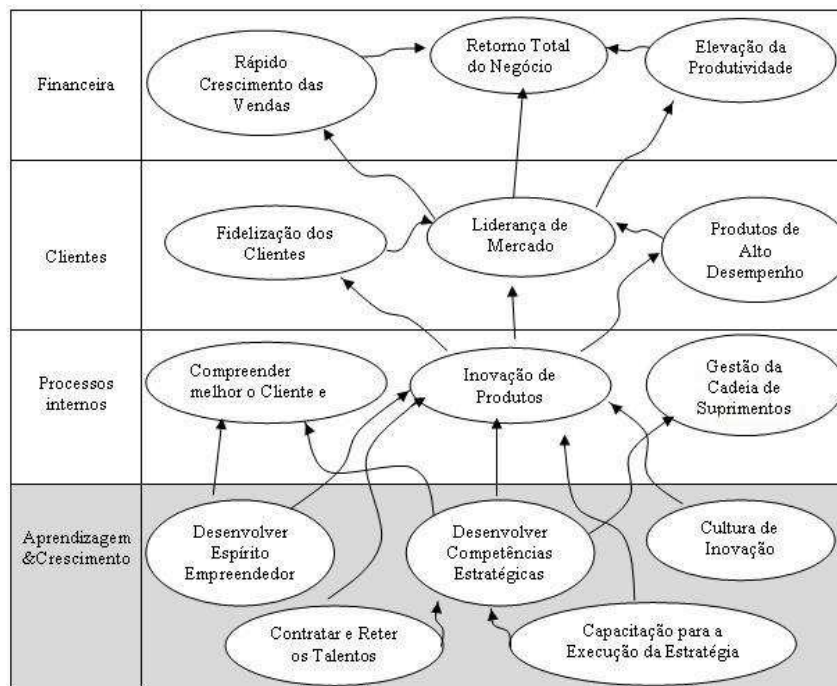 Financeira
Rápido
Crescimento das
Vendas
Retorno Total
do Negócio
Elevação da
Produtividade
Clientes
Fidelização dos
Clientes
Liderança de
Mercado
Produtos de
Alto
Desempenho
Processos
internos
Compreender
melhor o Cliente e
Inovação de
Produtos
Gestão da
Cadeia de
Suprimentos
Aprendizagem
&Crescimento
Desenvolver
Espírito
Empreendedor
Desenvolver
Competências
Estratégicas
Cultura de
Inovação
Contratar e Reter
os Talentos
Capacitação para a
Execução da Estratégia